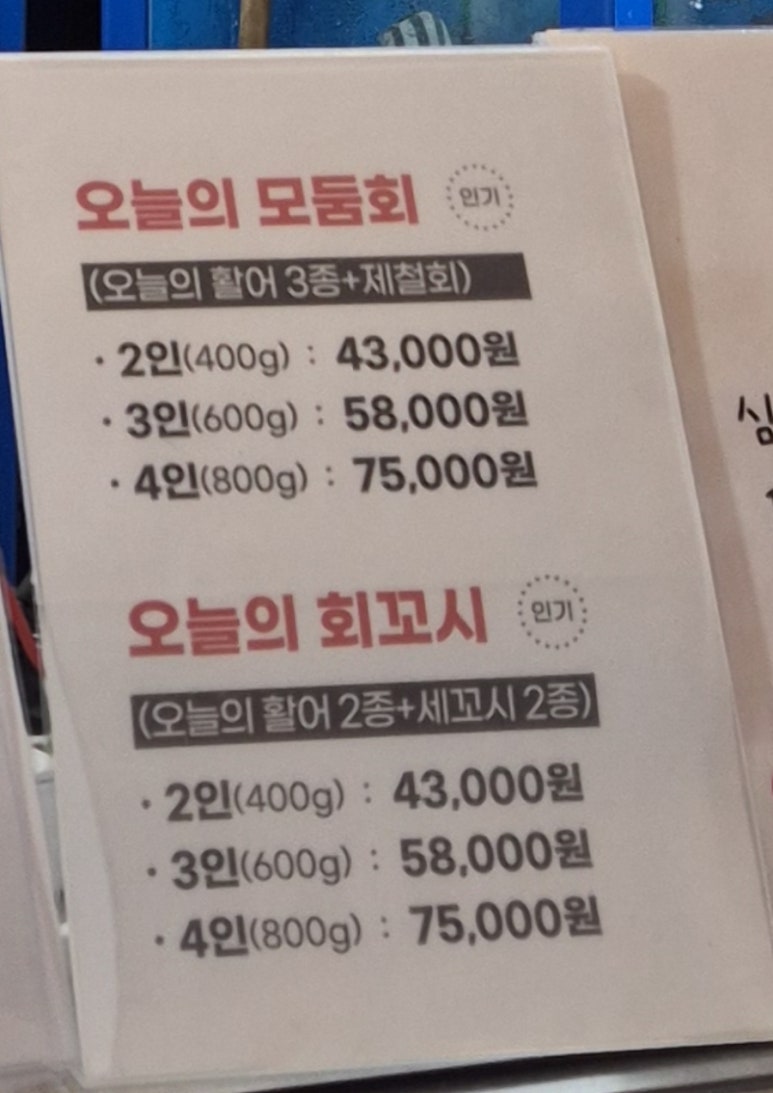 오늘의 모둠회 인기
(오늘의 활어 3종+제철회)
· 2인(400g) : 43,000원
· 3인(600g) : 58,000원
· 4인(800g) : 75,000원
오늘의 회꼬시 인기
(오늘의 활어 2종+세꼬시 2종)
· 2인(400g) : 43,000원
· 3인(600g) : 58,000원
· 4인(800g) : 75,000원